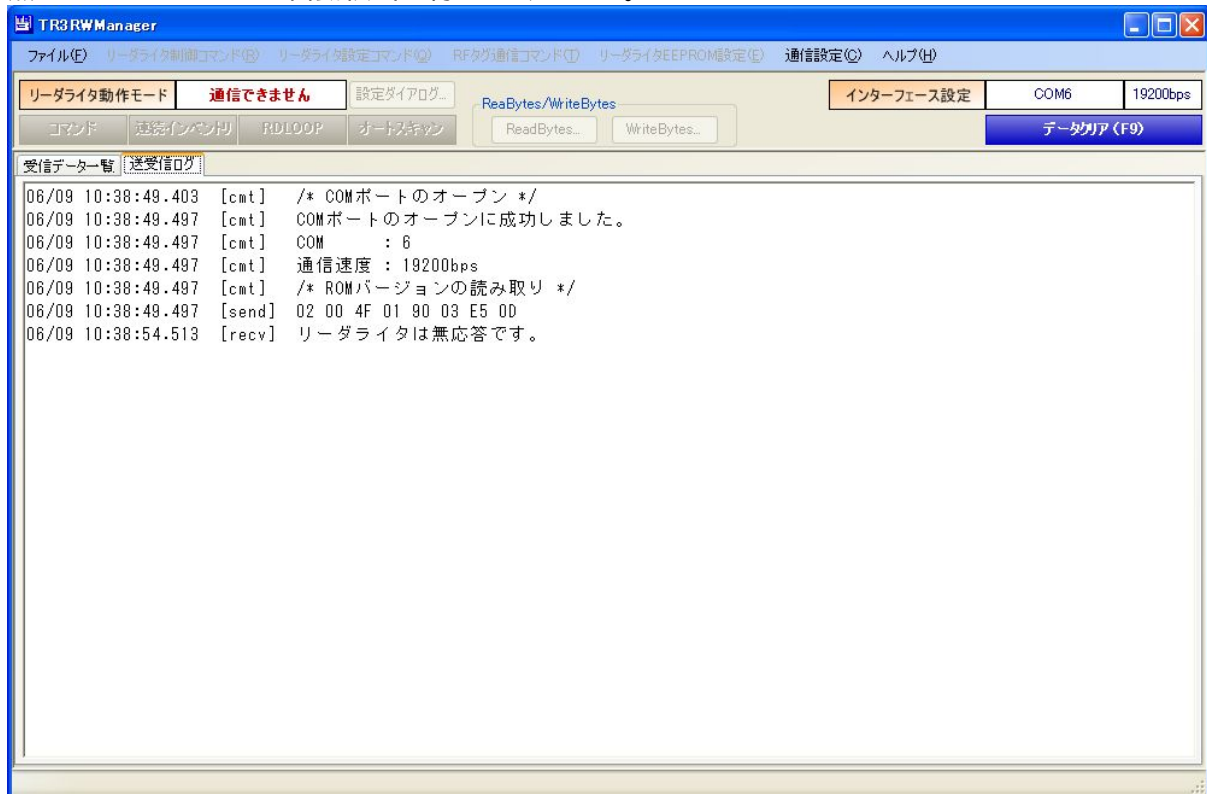 TR3RWManager
ファイル(F) リーダライタ制御コマンド(R) リーダライタ設定コマンド(Q) RFタグ通信コマンド(T) リーダライタEEPROM設定(E) 通信設定(C) ヘルプ(H)
リーダライタ動作モード 通信できません 設定ダイアログ... ReaBytes/WriteBytes インターフェース設定 COM6 19200bps
コマンド 連続インベントリ RDLOOP オートスキャン ReadBytes... WriteBytes... データクリア(F9)
受信データ一覧 送受信ログ
06/09 10:38:49.403 [cmt] /* COMポートのオープン */
06/09 10:38:49.497 [cmt] COMポートのオープンに成功しました。
06/09 10:38:49.497 [cmt] COM : 6
06/09 10:38:49.497 [cmt] 通信速度 : 19200bps
06/09 10:38:49.497 [cmt] /* ROMバージョンの読み取り */
06/09 10:38:49.497 [send] 02 00 4F 01 90 03 E5 0D
06/09 10:38:54.513 [recv] リーダライタは無応答です。